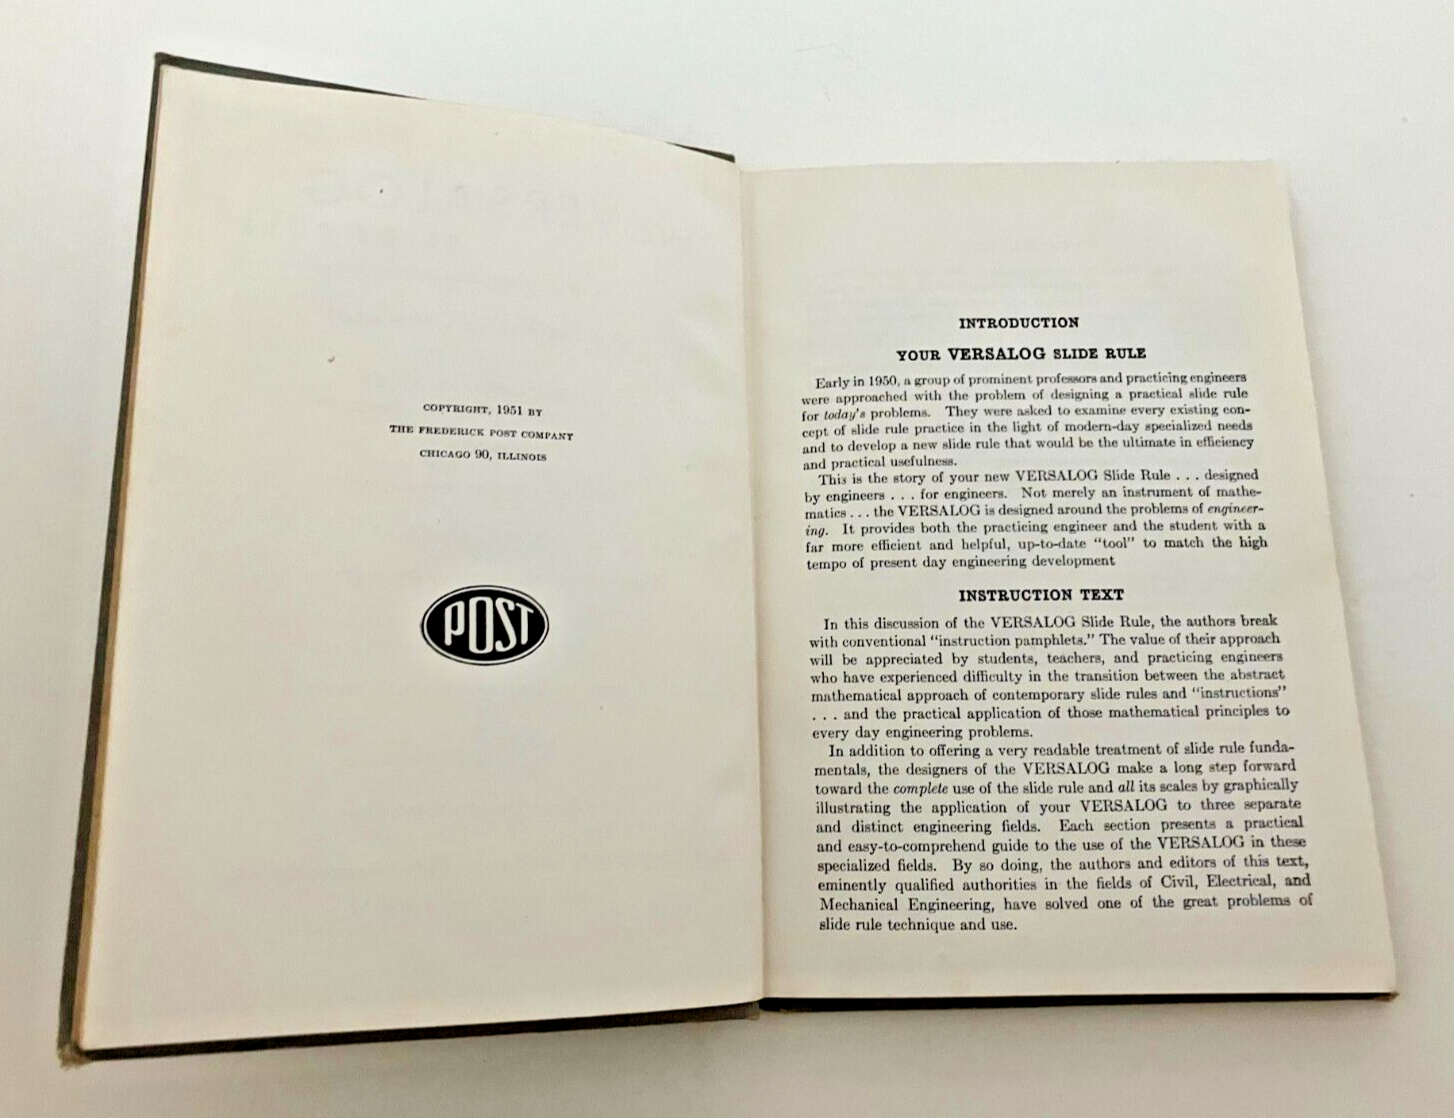 COPYRIGHT, 1951 BY
THE FREDERICK POST COMPANY
CHICAGO 90, ILLINOIS
POST
INTRODUCTION
YOUR VERSALOG SLIDE RULE
Early in 1950, a group of prominent professors and practicing engineers
were approached with the problem of designing a practical slide rule
for today's problems. They were asked to examine every existing con-
cept of slide rule practice in the light of modern-day specialized needs
and to develop a new slide rule that would be the ultimate in efficiency
and practical usefulness.
This is the story of your new VERSALOG Slide Rule . . . designed
by engineers . . . for engineers. Not merely an instrument of mathe-
matics . . . the VERSALOG is designed around the problems of engineer-
ing. It provides both the practicing engineer and the student with a
far more efficient and helpful, up-to-date "tool" to match the high
tempo of present day engineering development
INSTRUCTION TEXT
In this discussion of the VERSALOG Slide Rule, the authors break
with conventional "instruction pamphlets." The value of their approach
will be appreciated by students, teachers, and practicing engineers
who have experienced difficulty in the transition between the abstract
mathematical approach of contemporary slide rules and "instructions"
. . . and the practical application of those mathematical principles to
every day engineering problems.
In addition to offering a very readable treatment of slide rule funda-
mentals, the designers of the VERSALOG make a long step forward
toward the complete use of the slide rule and all its scales by graphically
illustrating the application of your VERSALOG to three separate
and distinct engineering fields. Each section presents a practical
and easy-to-comprehend guide to the use of the VERSALOG in these
specialized fields. By so doing, the authors and editors of this text,
eminently qualified authorities in the fields of Civil, Electrical, and
Mechanical Engineering, have solved one of the great problems of
slide rule technique and use.